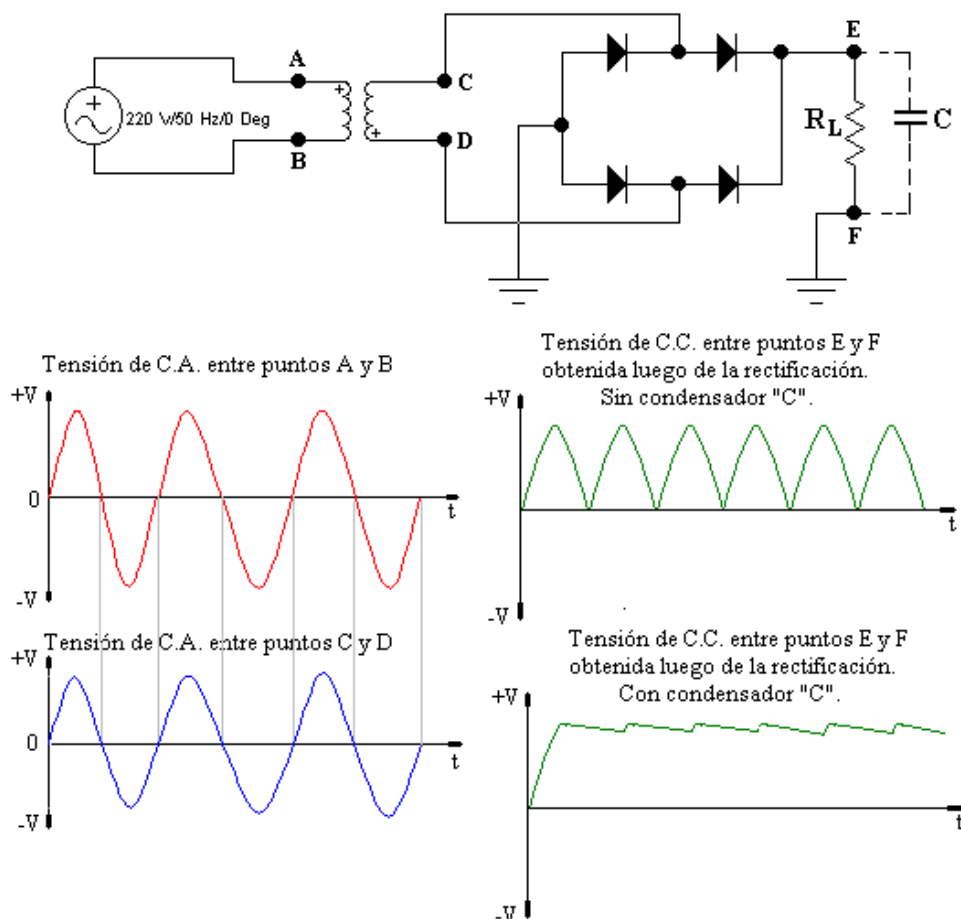 E
A
+
C
+
220 V/50 Hz/0 Deg
RL
C
+
D
B
F
Tensión de C.A. entre puntos A y B
+V
0
t
-V
Tensión de C.A. entre puntos C y D
+V
0
t
-V
Tensión de C.C. entre puntos E y F
obtenida luego de la rectificación.
Sin condensador "C".
+V
t
-V
Tensión de C.C. entre puntos E y F
obtenida luego de la rectificación.
Con condensador "C".
+V
t
-V